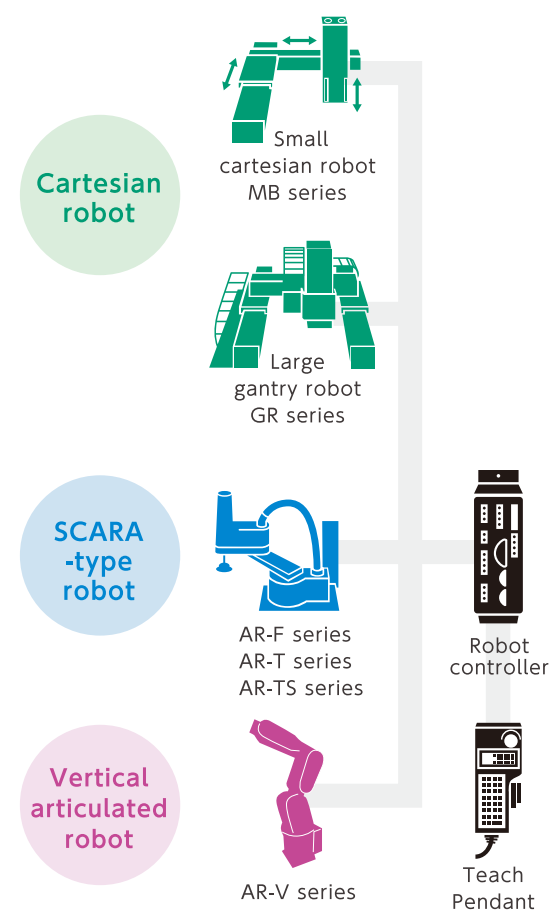 Cartesian
robot
Small
cartesian robot
MB series
Large
gantry robot
GR series
SCARA
-type
robot
AR-F series
AR-T series
AR-TS series
Robot
controller
Vertical
articulated
robot
AR-V series
Teach
Pendant